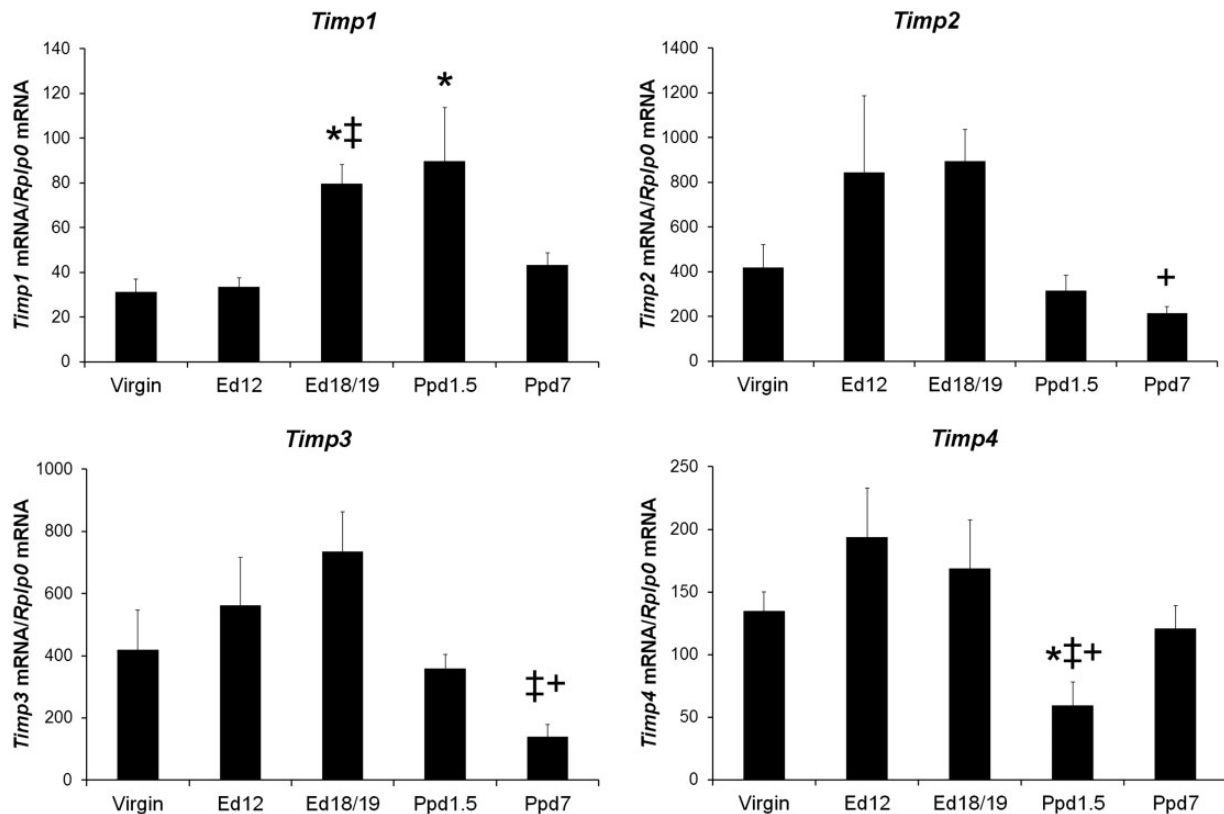 Timp1
Timp1 mRNA/Rplp0 mRNA
140
120
100
80
60
40
20
0
*‡
*
Virgin Ed12 Ed18/19 Ppd1.5 Ppd7
Timp2
Timp2 mRNA/Rplp0 mRNA
1400
1200
1000
800
600
400
200
0
+
Virgin Ed12 Ed18/19 Ppd1.5 Ppd7
Timp3
Timp3 mRNA/Rplp0 mRNA
1000
800
600
400
200
0
‡+
Virgin Ed12 Ed18/19 Ppd1.5 Ppd7
Timp4
Timp4 mRNA/Rplp0 mRNA
250
200
150
100
50
0
*‡+
Virgin Ed12 Ed18/19 Ppd1.5 Ppd7